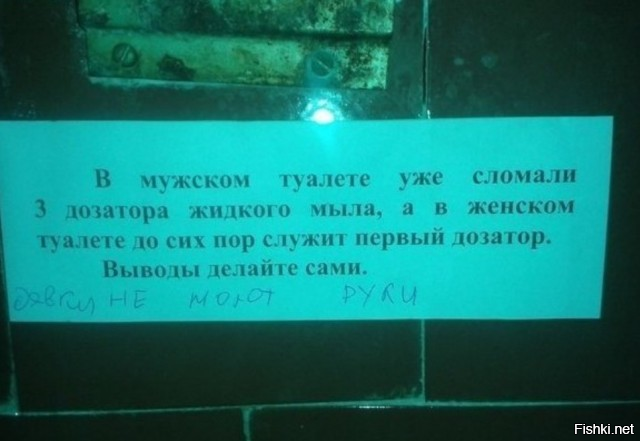 В мужском туалете уже сломали
3 дозатора жидкого мыла, а в женском
туалете до сих пор служит первый дозатор.
Выводы делайте сами.
девки НЕ моют РУКИ
Fishki.net